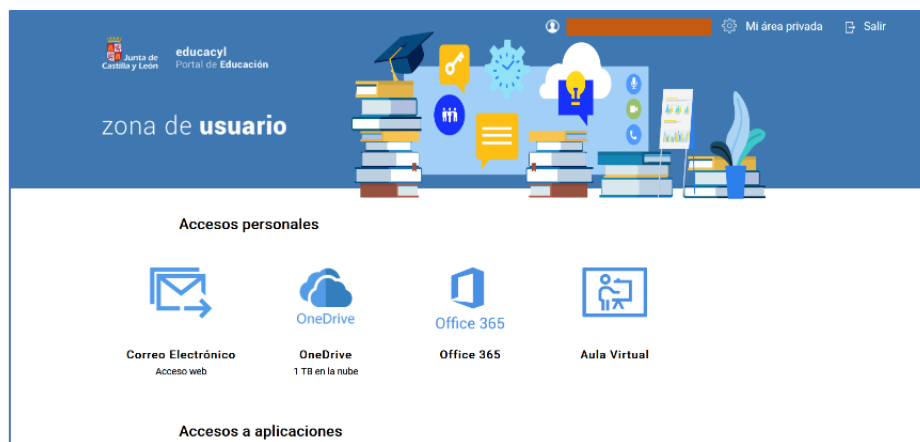 Mi área privada
Salir
Junta de
Castilla y León
educacyl
Portal de Educación
zona de usuario
Accesos personales
OneDrive
Office 365
Correo Electrónico
Acceso web
OneDrive
1 TB en la nube
Office 365
Aula Virtual
Accesos a aplicaciones